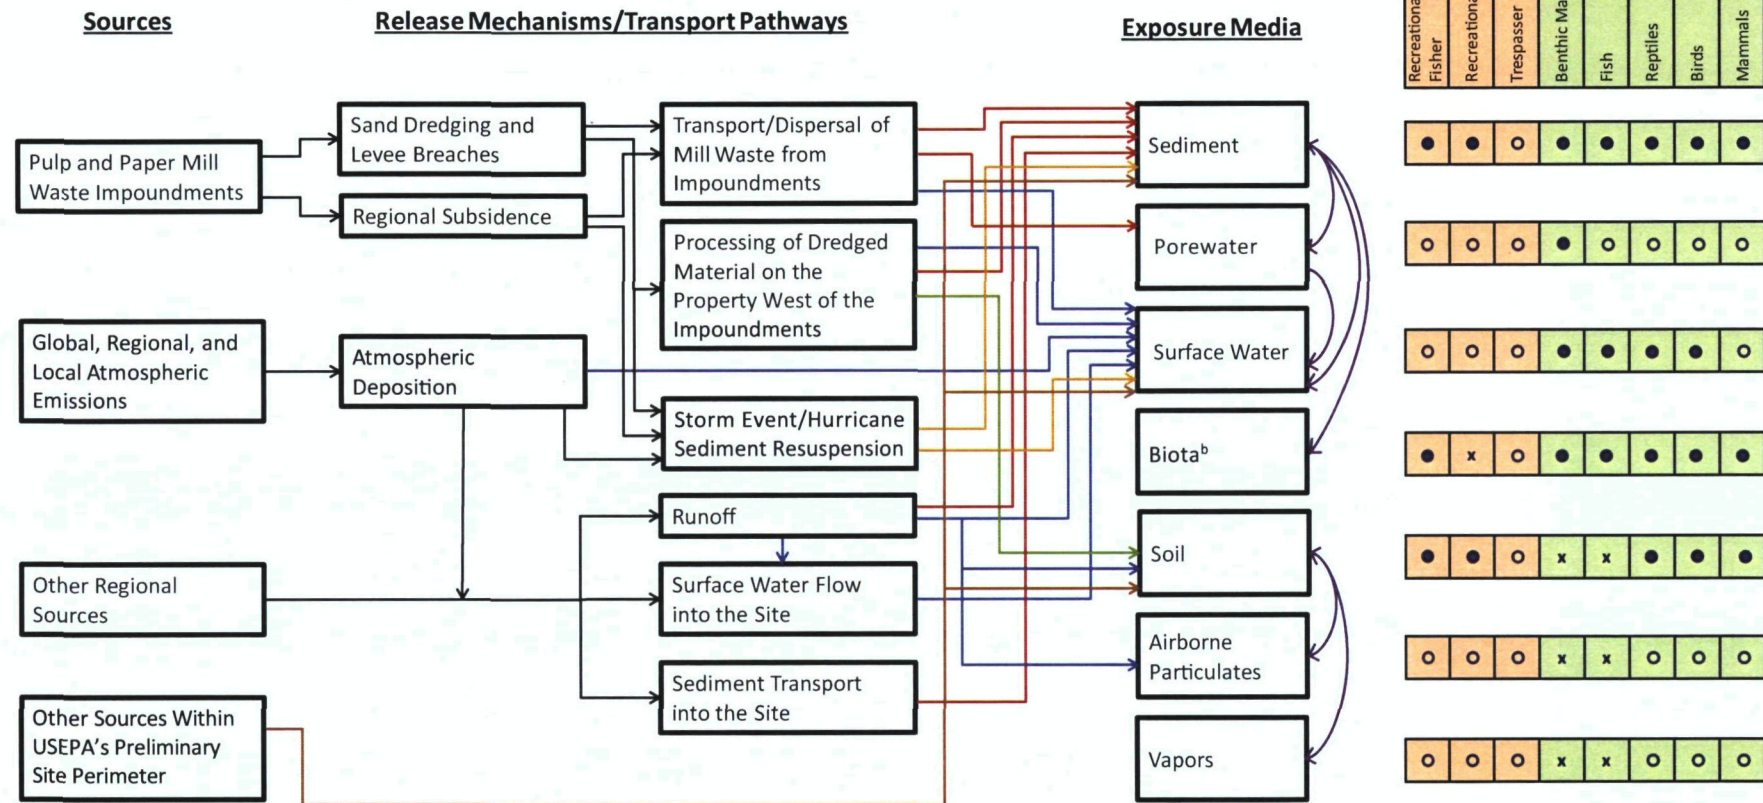 Sources
Release Mechanisms/Transport Pathways
Exposure Media
Recreational
Fisher
Recreational
Trespasser
Benthic
Fish
Reptiles
Birds
Mammals
Pulp and Paper Mill
Waste Impoundments
Global, Regional, and
Local Atmospheric
Emissions
Other Regional
Sources
Other Sources Within
USEPA's Preliminary
Site Perimeter
Sand Dredging and
Levee Breaches
Regional Subsidence
Atmospheric
Deposition
Transport/Dispersal of
Mill Waste from
Impoundments
Processing of Dredged
Material on the
Property West of the
Impoundments
Storm Event/Hurricane
Sediment Resuspension
Runoff
Surface Water Flow
into the Site
Sediment Transport
into the Site
Sediment
Porewater
Surface Water
Biotab
Soil
Airborne
Particulates
Vapors
x
x x
x x
x x